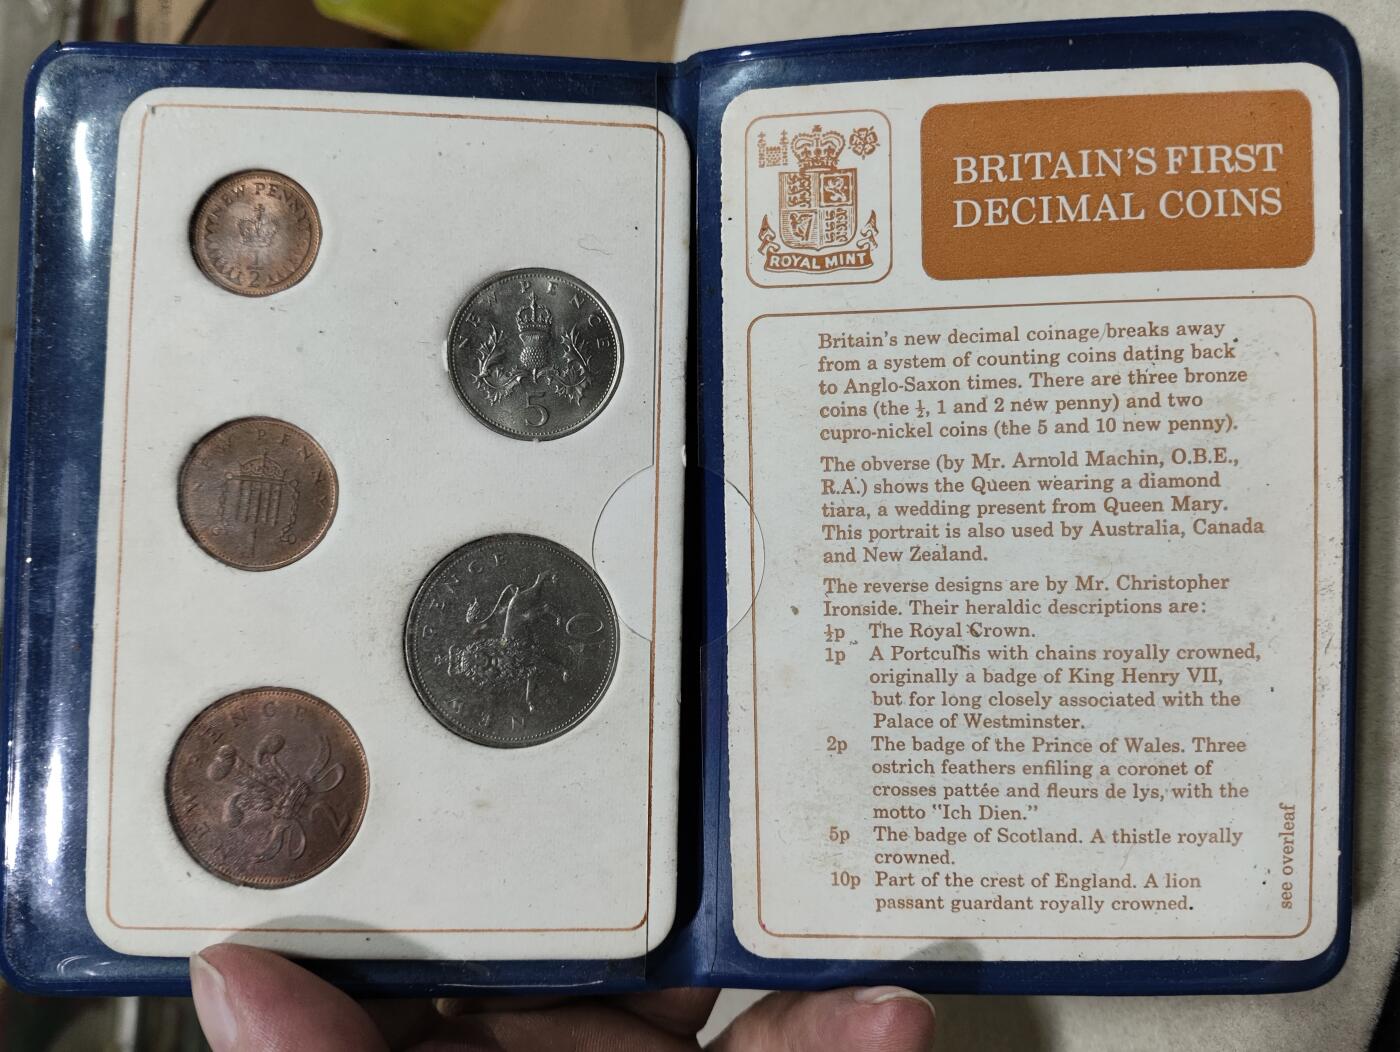 NEW PENNY
1
2
NEW PENCE
5
NEW PENNY
1
NEW PENCE
10
NEW PENCE
2
ROYAL MINT
BRITAIN'S FIRST
DECIMAL COINS
Britain's new decimal coinage breaks away
from a system of counting coins dating back
to Anglo-Saxon times. There are three bronze
coins (the ½, 1 and 2 new penny) and two
cupro-nickel coins (the 5 and 10 new penny).
The obverse (by Mr. Arnold Machin, O.B.E.,
R.A.) shows the Queen wearing a diamond
tiara, a wedding present from Queen Mary.
This portrait is also used by Australia, Canada
and New Zealand.
The reverse designs are by Mr. Christopher
Ironside. Their heraldic descriptions are:
½p The Royal Crown.
1p A Portcullis with chains royally crowned,
originally a badge of King Henry VII,
but for long closely associated with the
Palace of Westminster.
2p The badge of the Prince of Wales. Three
ostrich feathers enfiling a coronet of
crosses pattée and fleurs de lys, with the
motto "Ich Dien."
5p The badge of Scotland. A thistle royally
crowned.
10p Part of the crest of England. A lion
passant guardant royally crowned.
see overleaf